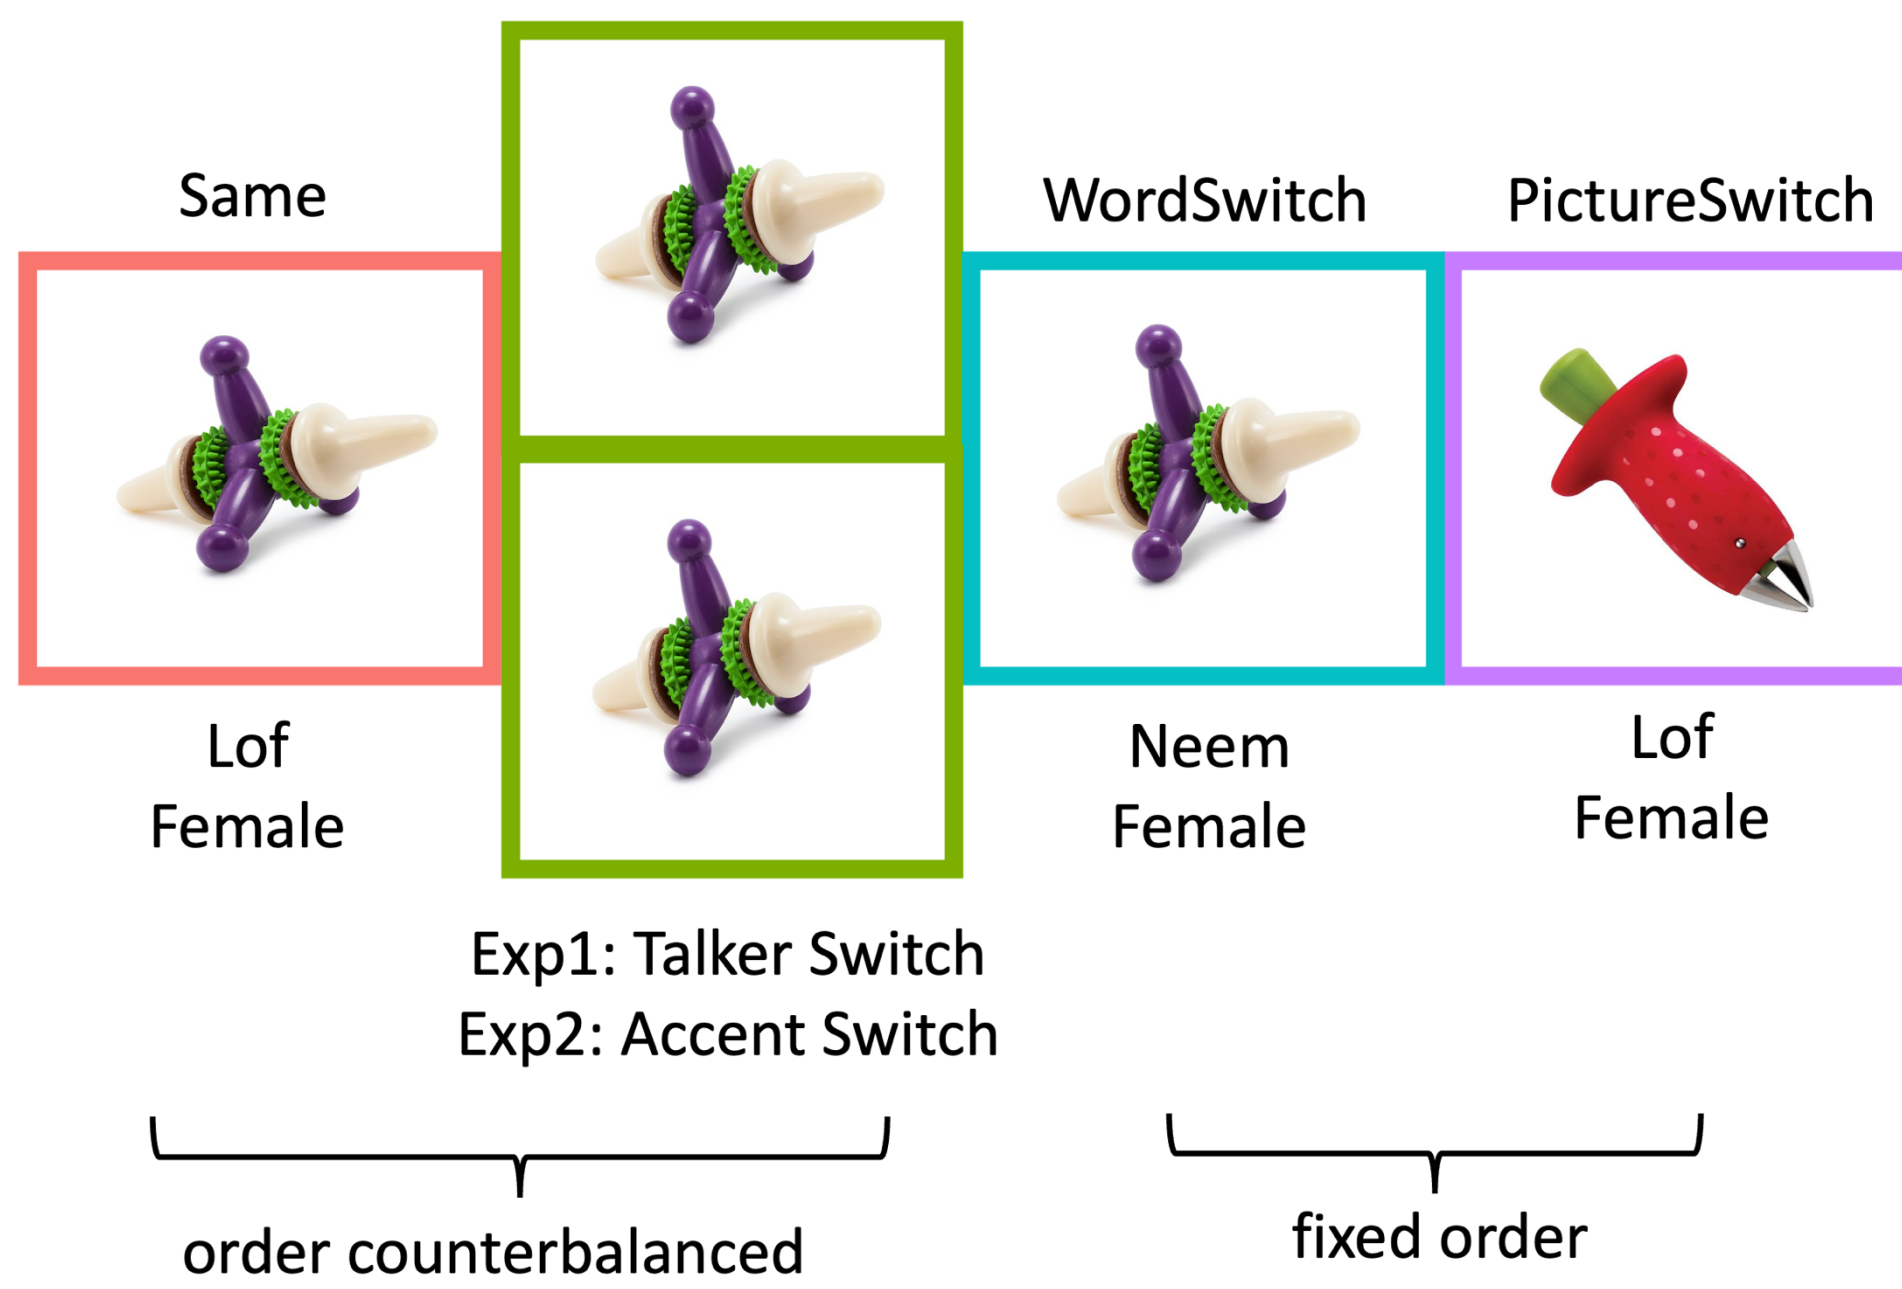 Same
Lof
Female
Exp1: Talker Switch
Exp2: Accent Switch
WordSwitch
Neem
Female
PictureSwitch
Lof
Female
order counterbalanced
fixed order